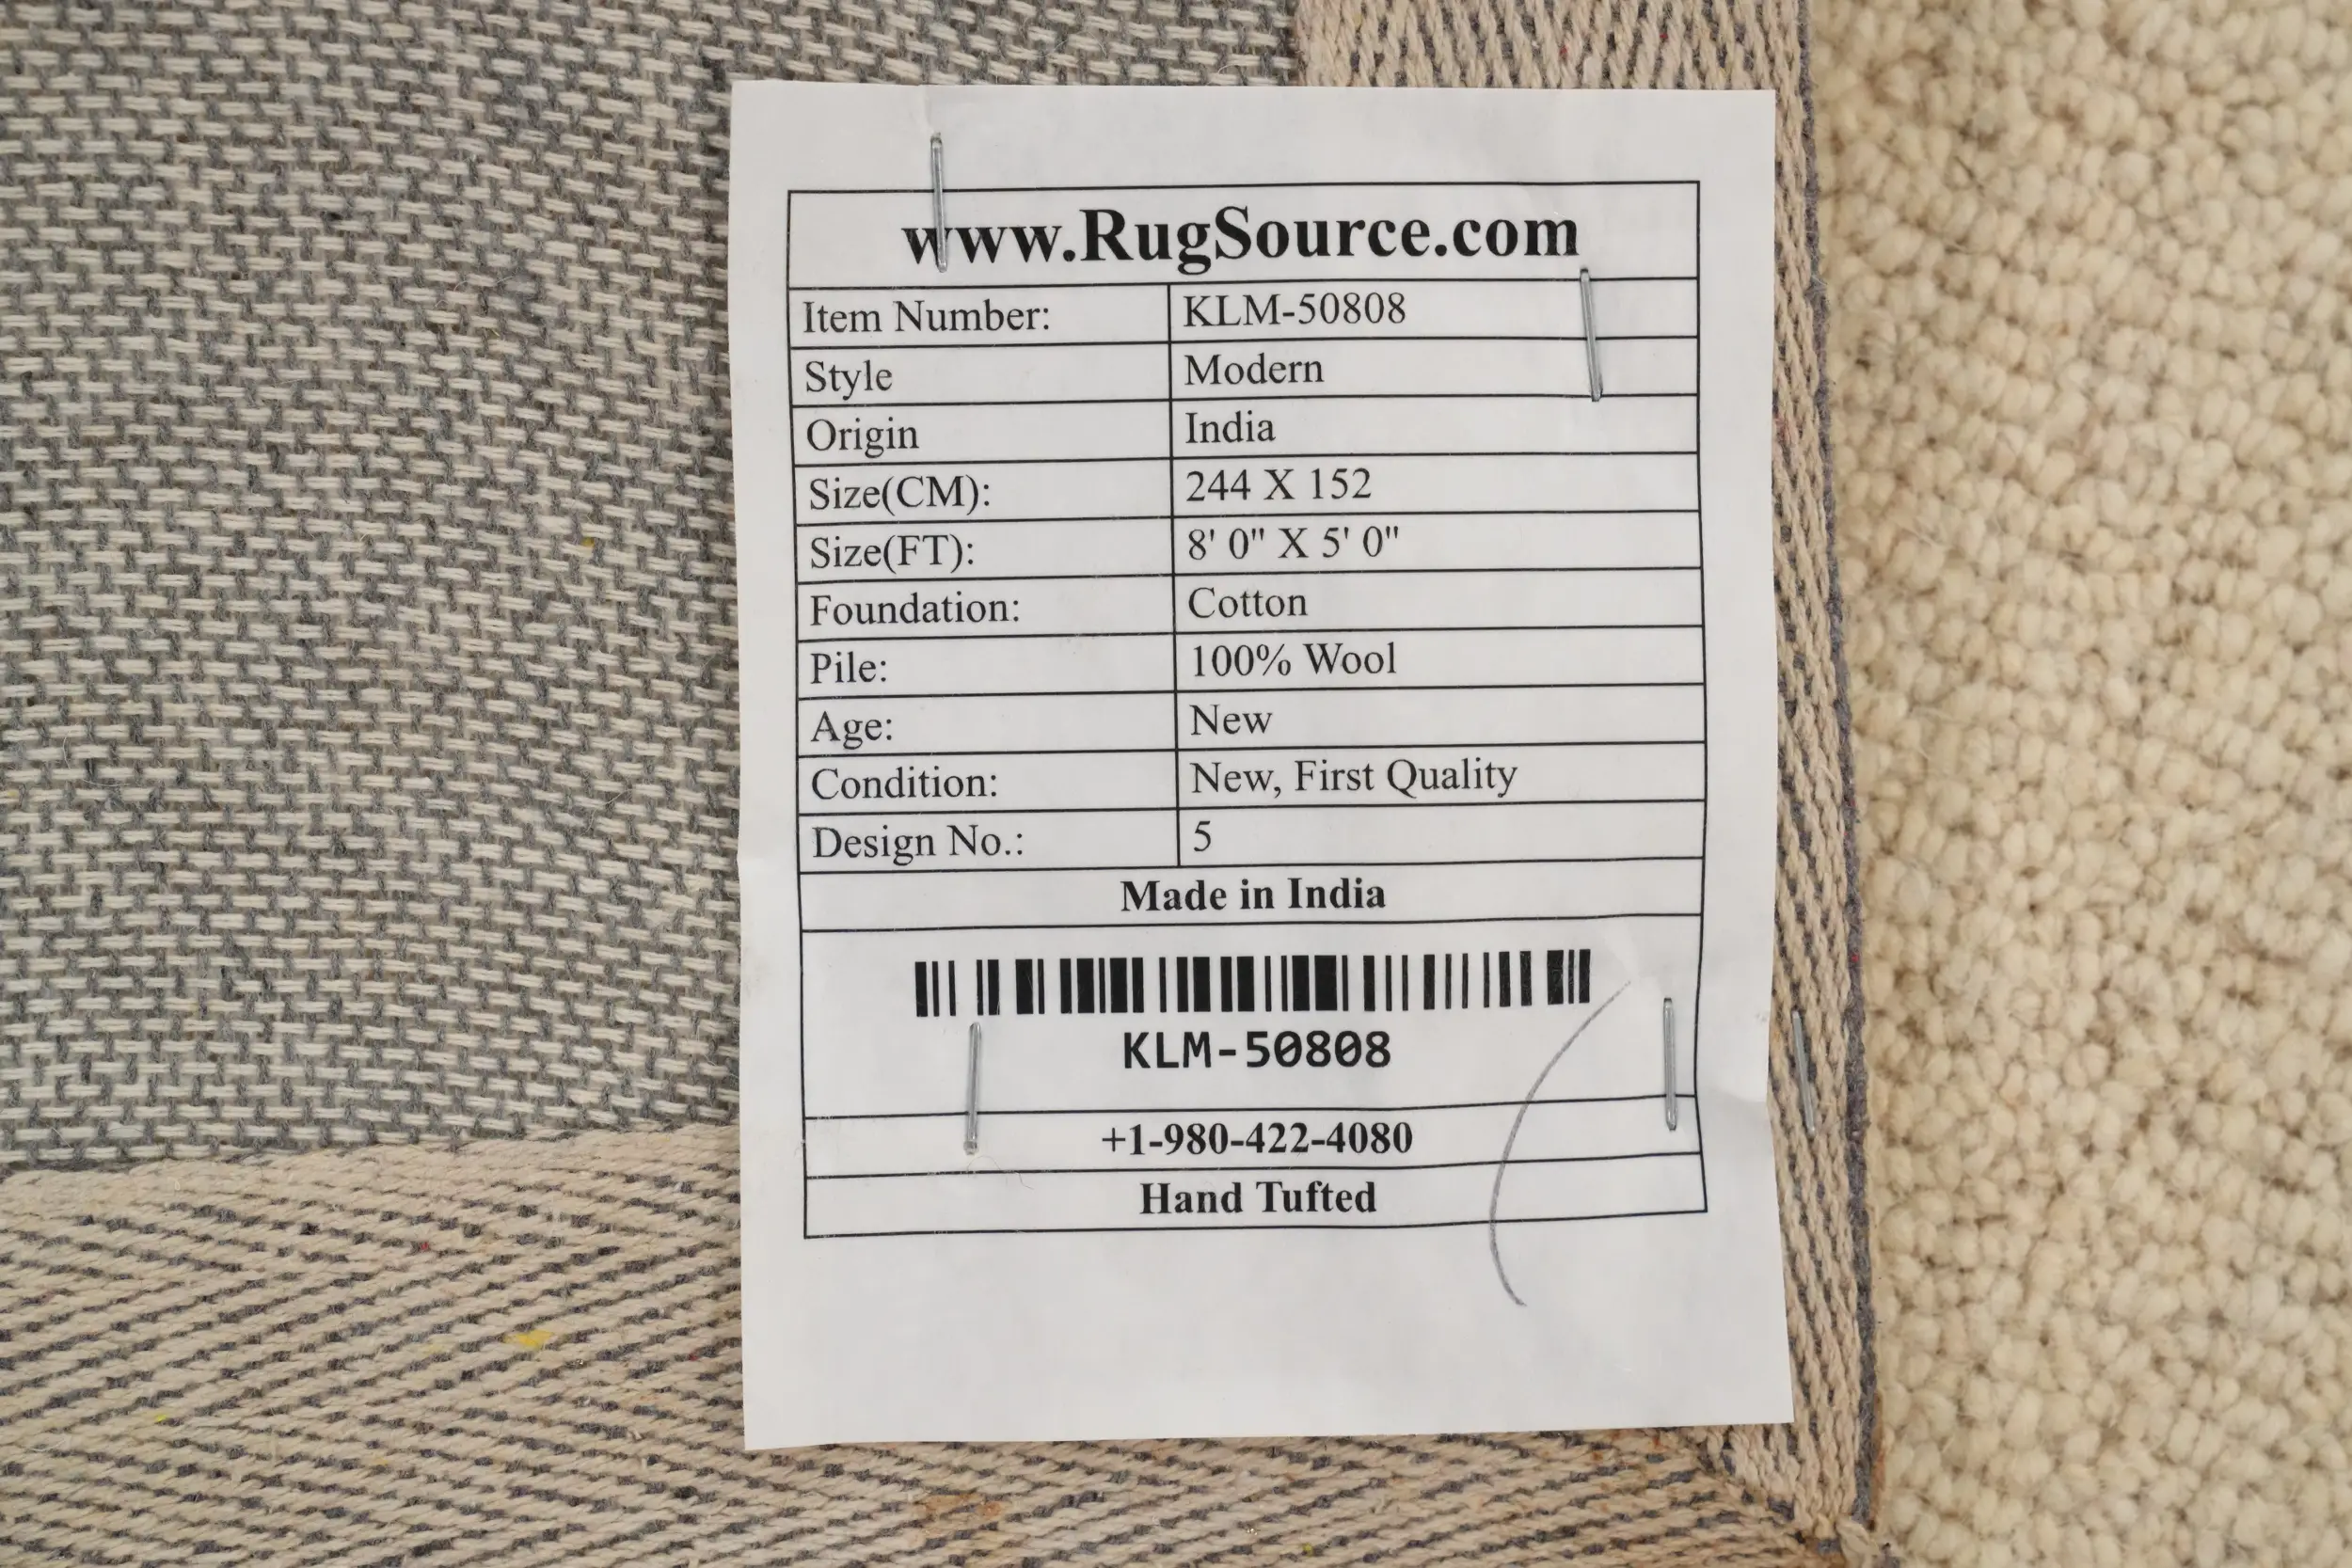 www.RugSource.com
Item Number: KLM-50808
Style Modern
Origin India
Size(CM): 244 X 152
Size(FT): 8' 0" X 5' 0"
Foundation: Cotton
Pile: 100% Wool
Age: New
Condition: New, First Quality
Design No.: 5
Made in India
KLM-50808
+1-980-422-4080
Hand Tufted